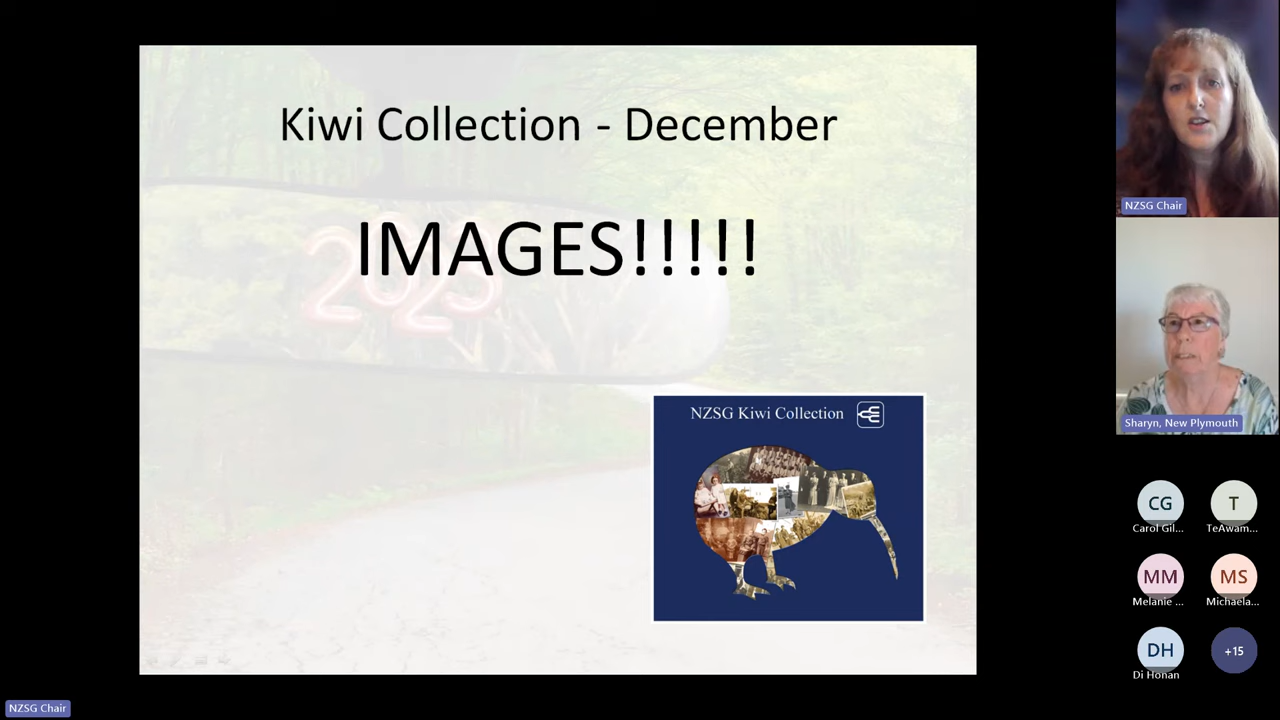 Kiwi Collection - December
IMAGES!!!!!
2025
NZSG Kiwi Collection
NZSG Chair
Sharyn, New Plymouth
CG
T
Carol Gil...
TeAwam...
MM
MS
Melanie ...
Michaela...
DH
+15
Di Honan
NZSG Chair